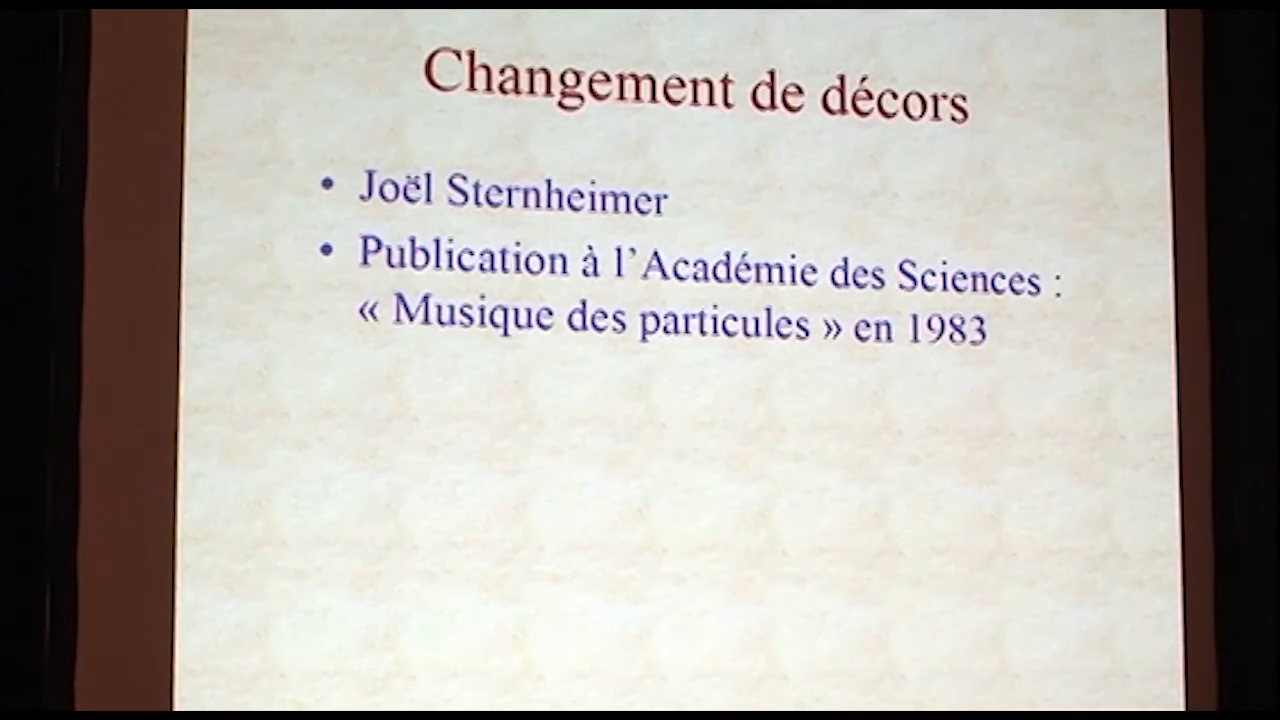 Changement de décors
• Joël Sternheimer
• Publication à l’Académie des Sciences :
« Musique des particules » en 1983